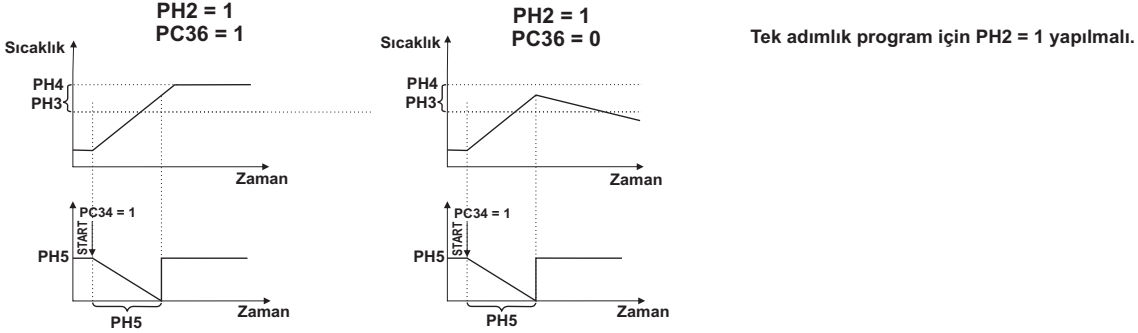 PH2 = 1
PC36 = 1
Sıcaklık
PH4
PH3
Zaman
PC34 = 1
START
PH5
Zaman
PH5
PH2 = 1
PC36 = 0
Sıcaklık
PH4
PH3
Zaman
PC34 = 1
START
PH5
Zaman
PH5
Tek adımlık program için PH2 = 1 yapılmalı.